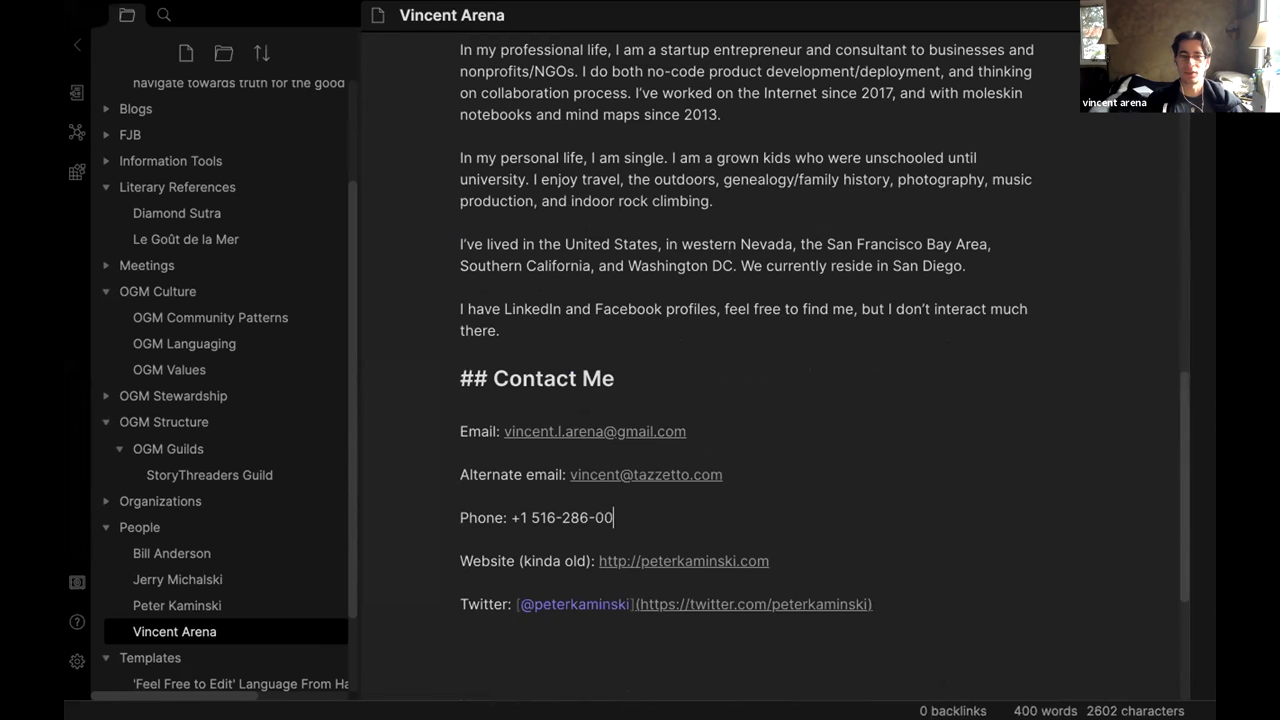 Vincent Arena
vincent arena
navigate towards truth for the good
Blogs
FJB
Information Tools
Literary References
Diamond Sutra
Le Goût de la Mer
Meetings
OGM Culture
OGM Community Patterns
OGM Languaging
OGM Values
OGM Stewardship
OGM Structure
OGM Guilds
StoryThreaders Guild
Organizations
People
Bill Anderson
Jerry Michalski
Peter Kaminski
Vincent Arena
Templates
'Feel Free to Edit' Language From Ha
In my professional life, I am a startup entrepreneur and consultant to businesses and
nonprofits/NGOs. I do both no-code product development/deployment, and thinking
on collaboration process. I've worked on the Internet since 2017, and with moleskin
notebooks and mind maps since 2013.
In my personal life, I am single. I am a grown kids who were unschooled until
university. I enjoy travel, the outdoors, genealogy/family history, photography, music
production, and indoor rock climbing.
I've lived in the United States, in western Nevada, the San Francisco Bay Area,
Southern California, and Washington DC. We currently reside in San Diego.
I have LinkedIn and Facebook profiles, feel free to find me, but I don't interact much
there.
## Contact Me
Email: vincent.l.arena@gmail.com
Alternate email: vincent@tazzetto.com
Phone: +1 516-286-00
Website (kinda old): http://peterkaminski.com
Twitter: [@peterkaminski](https://twitter.com/peterkaminski)
0 backlinks 400 words 2602 characters